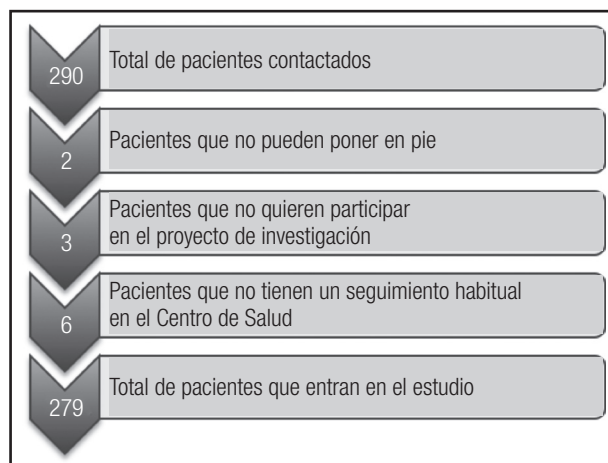 290
Total de pacientes contactados
2
Pacientes que no pueden poner en pie
3
Pacientes que no quieren participar
en el proyecto de investigación
6
Pacientes que no tienen un seguimiento habitual
en el Centro de Salud
279
Total de pacientes que entran en el estudio